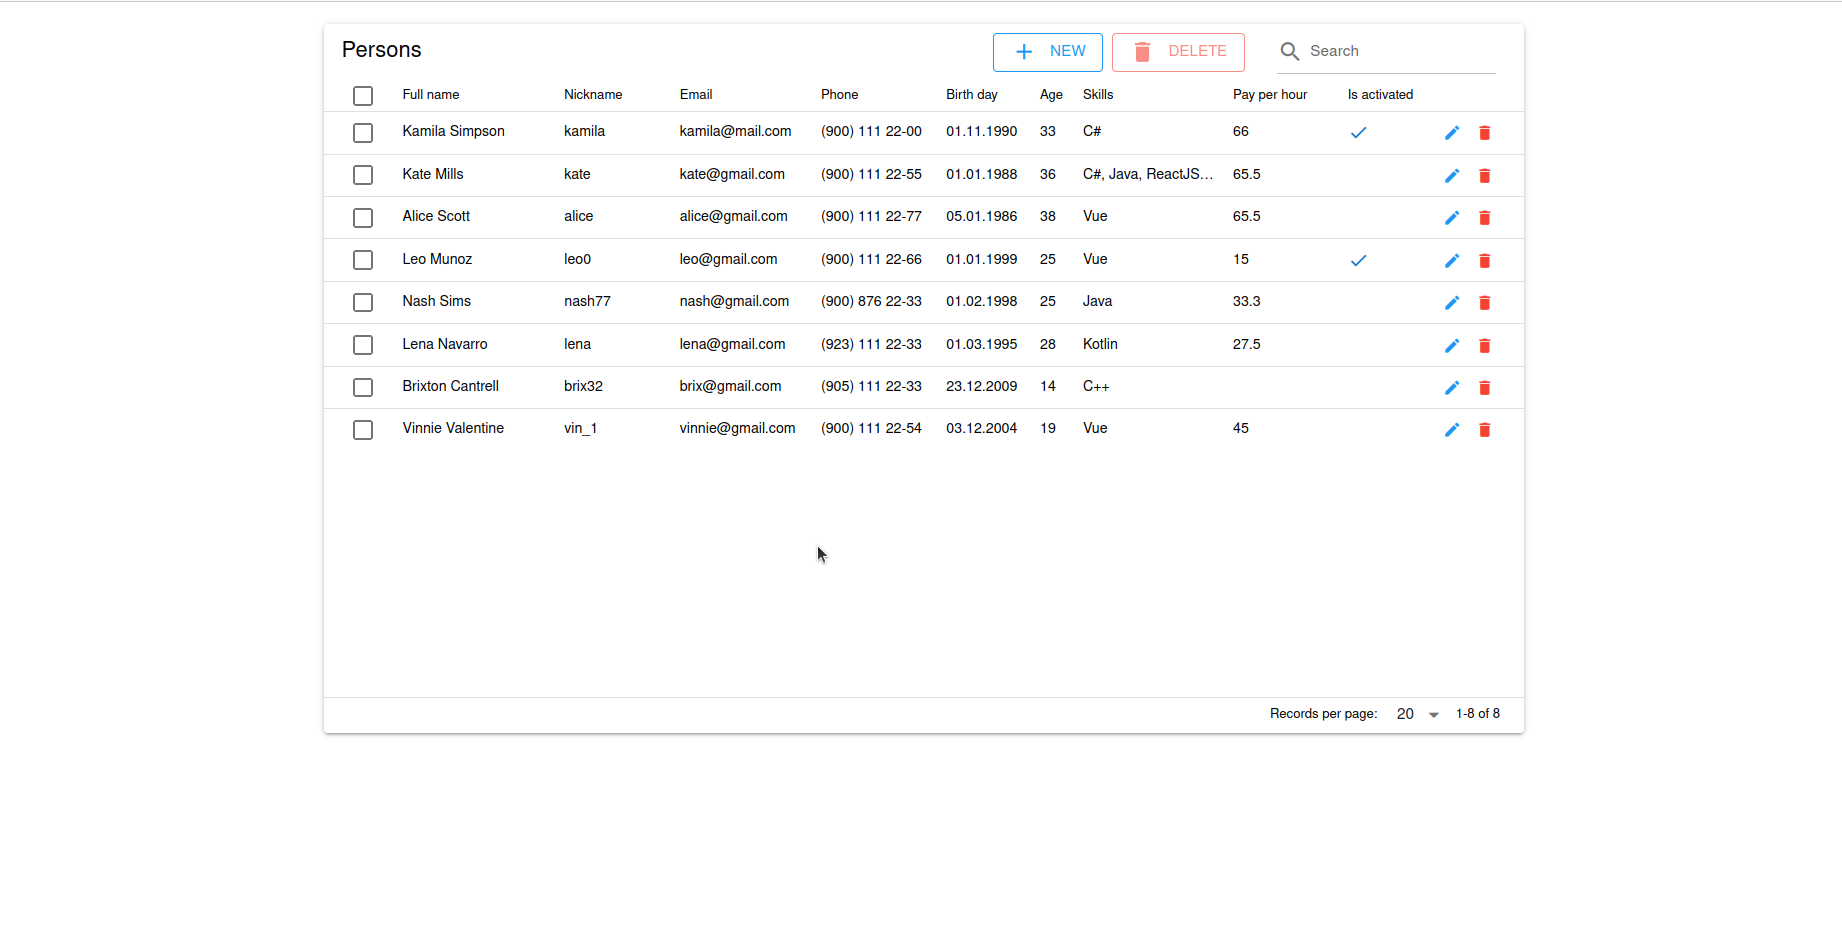 Persons NEW DELETE Search
Full name Nickname Email Phone Birth day Age Skills Pay per hour Is activated
Kamila Simpson kamila kamila@mail.com (900) 111 22-00 01.11.1990 33 C# 66
Kate Mills kate kate@gmail.com (900) 111 22-55 01.01.1988 36 C#, Java, ReactJS... 65.5
Alice Scott alice alice@gmail.com (900) 111 22-77 05.01.1986 38 Vue 65.5
Leo Munoz leo0 leo@gmail.com (900) 111 22-66 01.01.1999 25 Vue 15
Nash Sims nash77 nash@gmail.com (900) 876 22-33 01.02.1998 25 Java 33.3
Lena Navarro lena lena@gmail.com (923) 111 22-33 01.03.1995 28 Kotlin 27.5
Brixton Cantrell brix32 brix@gmail.com (905) 111 22-33 23.12.2009 14 C++
Vinnie Valentine vin_1 vinnie@gmail.com (900) 111 22-54 03.12.2004 19 Vue 45
Records per page: 20 1-8 of 8